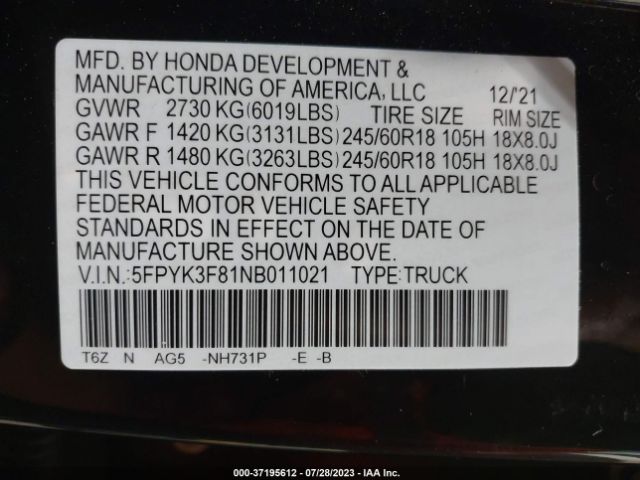 MFD. BY HONDA DEVELOPMENT &
MANUFACTURING OF AMERICA, LLC 12/'21
GVWR 2730 KG(6019LBS) TIRE SIZE RIM SIZE
GAWR F 1420 KG(3131LBS) 245/60R18 105H 18X8.0J
GAWR R 1480 KG(3263LBS) 245/60R18 105H 18X8.0J
THIS VEHICLE CONFORMS TO ALL APPLICABLE
FEDERAL MOTOR VEHICLE SAFETY
STANDARDS IN EFFECT ON THE DATE OF
MANUFACTURE SHOWN ABOVE.
V.I.N.:5FPYK3F81NB011021 TYPE:TRUCK
T6Z N AG5 -NH731P -E -B
000-37195612 - 07/28/2023 - IAA Inc.